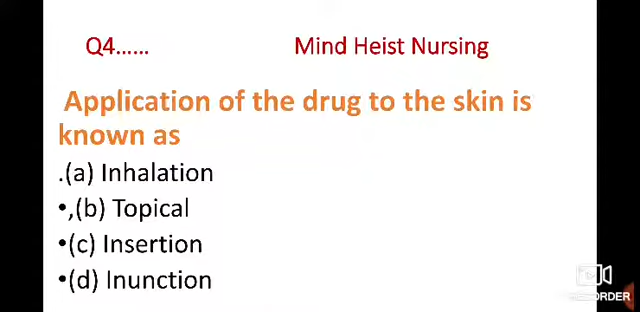 Q4...... Mind Heist Nursing
Application of the drug to the skin is
known as
.(a) Inhalation
•,(b) Topical
•(c) Insertion
•(d) Inunction